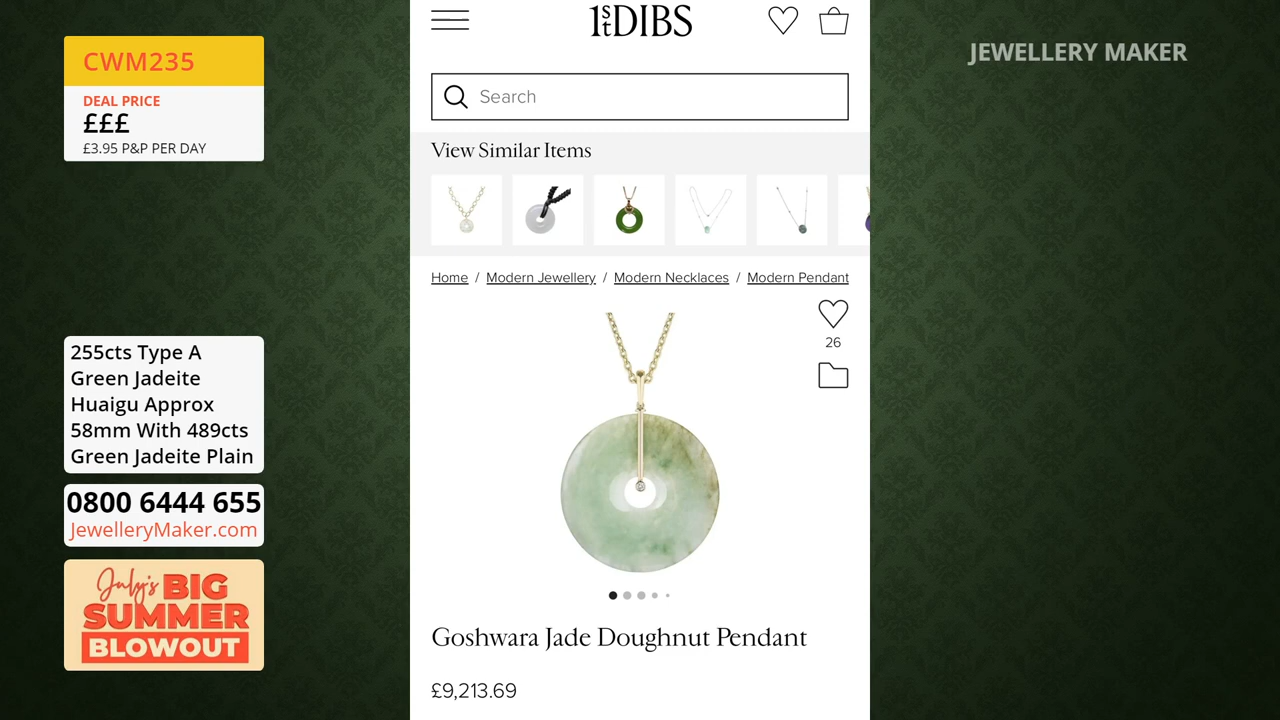 CWM235
DEAL PRICE
£££
£3.95 P&P PER DAY
255cts Type A
Green Jadeite
Huaigu Approx
58mm With 489cts
Green Jadeite Plain
0800 6444 655
JewelleryMaker.com
July's BIG
SUMMER
BLOWOUT
1stDIBS
Search
View Similar Items
Home / Modern Jewellery / Modern Necklaces / Modern Pendant
26
Goshwara Jade Doughnut Pendant
£9,213.69
JEWELLERY MAKER